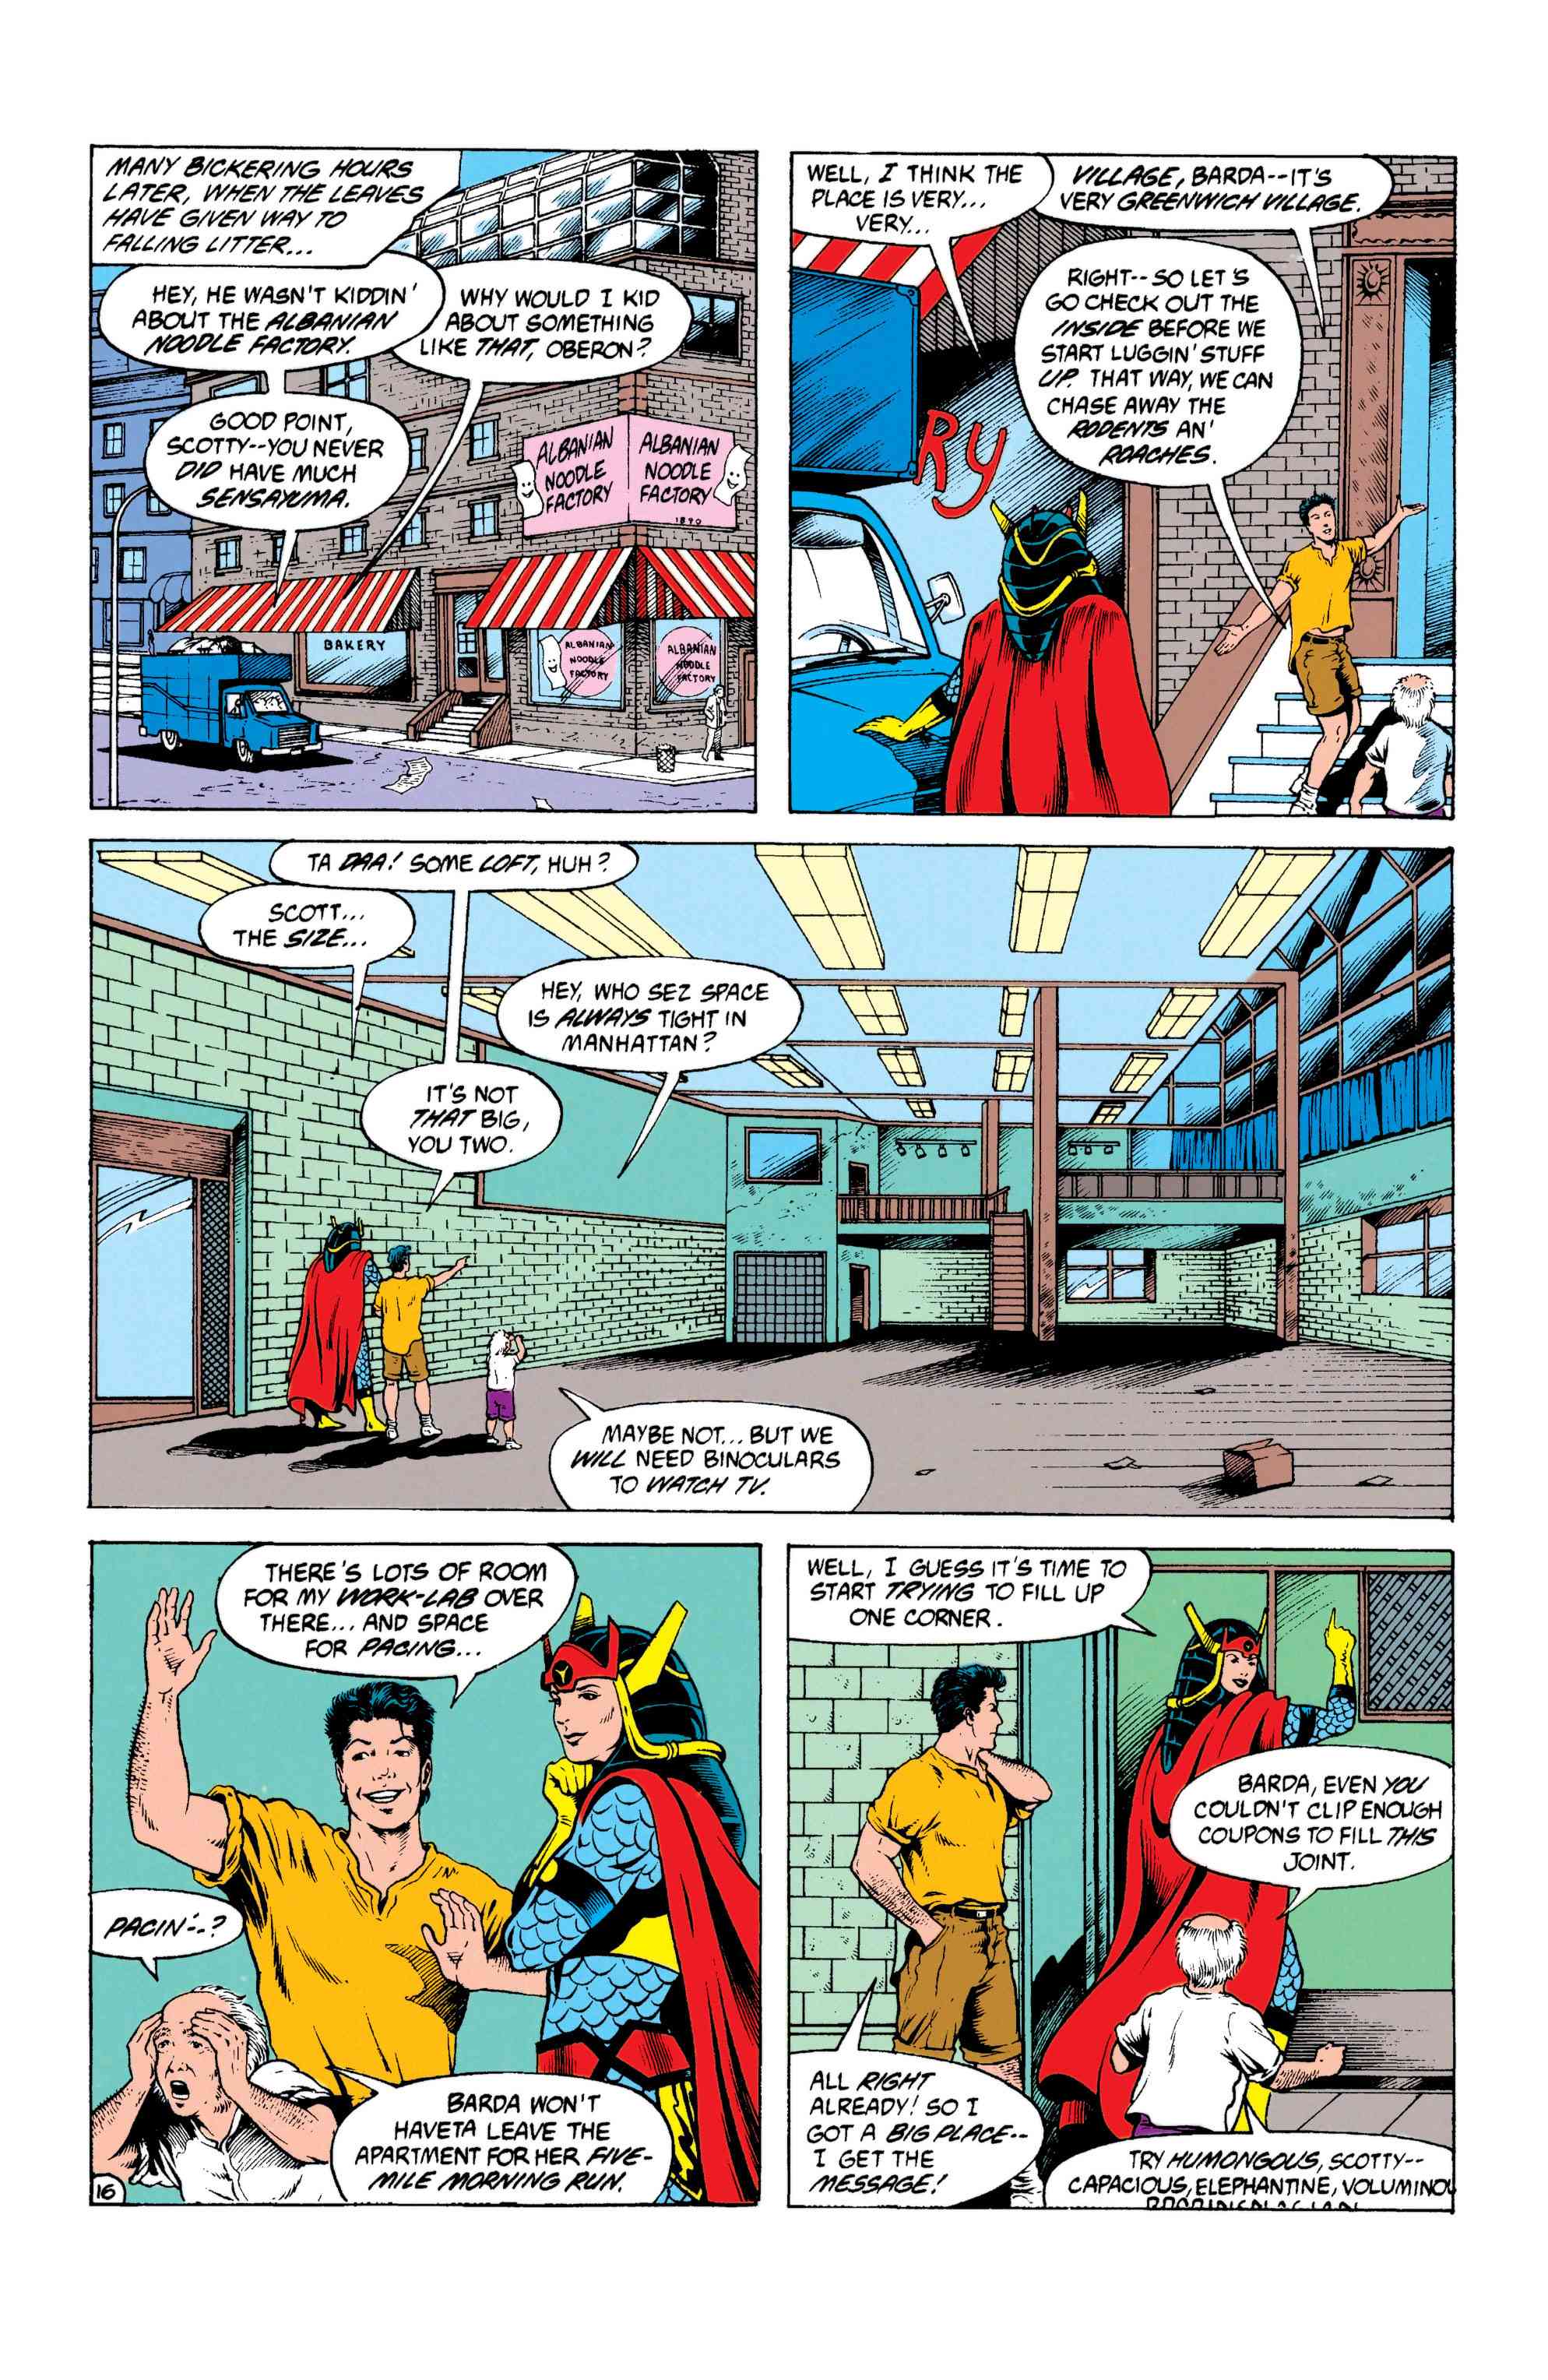 MANY BICKERING HOURS
LATER, WHEN THE LEAVES
HAVE GIVEN WAY TO
FALLING LITTER...
HEY, HE WASN'T KIDDIN'
ABOUT THE ALBANIAN
NOODLE FACTORY.
WHY WOULD I KID
ABOUT SOMETHING
LIKE THAT, OBERON?
GOOD POINT,
SCOTTY--YOU NEVER
DID HAVE MUCH
SENSAYUMA.
ALBANIAN
NOODLE
FACTORY
ALBANIAN
NOODLE
FACTORY
1890
BAKERY
ALBANIAN
NOODLE
FACTORY
ALBANIAN
NOODLE
FACTORY
WELL, I THINK THE
PLACE IS VERY...
VERY...
VILLAGE, BARDA--IT'S
VERY GREENWICH VILLAGE.
RIGHT--SO LET'S
GO CHECK OUT THE
INSIDE BEFORE WE
START LUGGIN' STUFF
UP. THAT WAY, WE CAN
CHASE AWAY THE
RODENTS AN'
ROACHES.
RY
TA DAA! SOME LOFT, HUH?
SCOTT...
THE SIZE...
HEY, WHO SEZ SPACE
IS ALWAYS TIGHT IN
MANHATTAN?
IT'S NOT
THAT BIG,
YOU TWO.
MAYBE NOT... BUT WE
WILL NEED BINOCULARS
TO WATCH TV.
THERE'S LOTS OF ROOM
FOR MY WORK-LAB OVER
THERE... AND SPACE
FOR PACING...
PACIN'...?
BARDA WON'T
HAVETA LEAVE THE
APARTMENT FOR HER FIVE-
MILE MORNING RUN.
16
WELL, I GUESS IT'S TIME TO
START TRYING TO FILL UP
ONE CORNER.
BARDA, EVEN YOU
COULDN'T CLIP ENOUGH
COUPONS TO FILL THIS
JOINT.
ALL RIGHT
ALREADY! SO I
GOT A BIG PLACE--
I GET THE
MESSAGE!
TRY HUMONGOUS, SCOTTY--
CAPACIOUS, ELEPHANTINE, VOLUMINOU